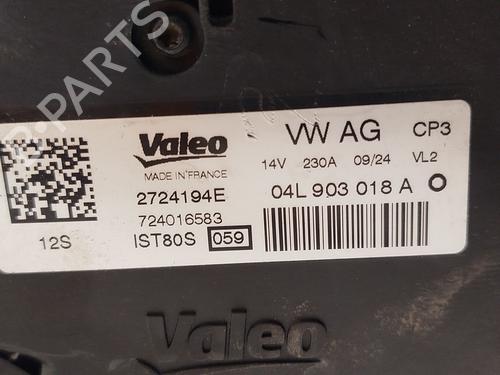 B-PARTS
Valeo
MADE IN FRANCE
2724194E
724016583
12S
IST80S 059
VW AG CP3
14V 230A 09/24 VL2
04L 903 018 A
Valeo